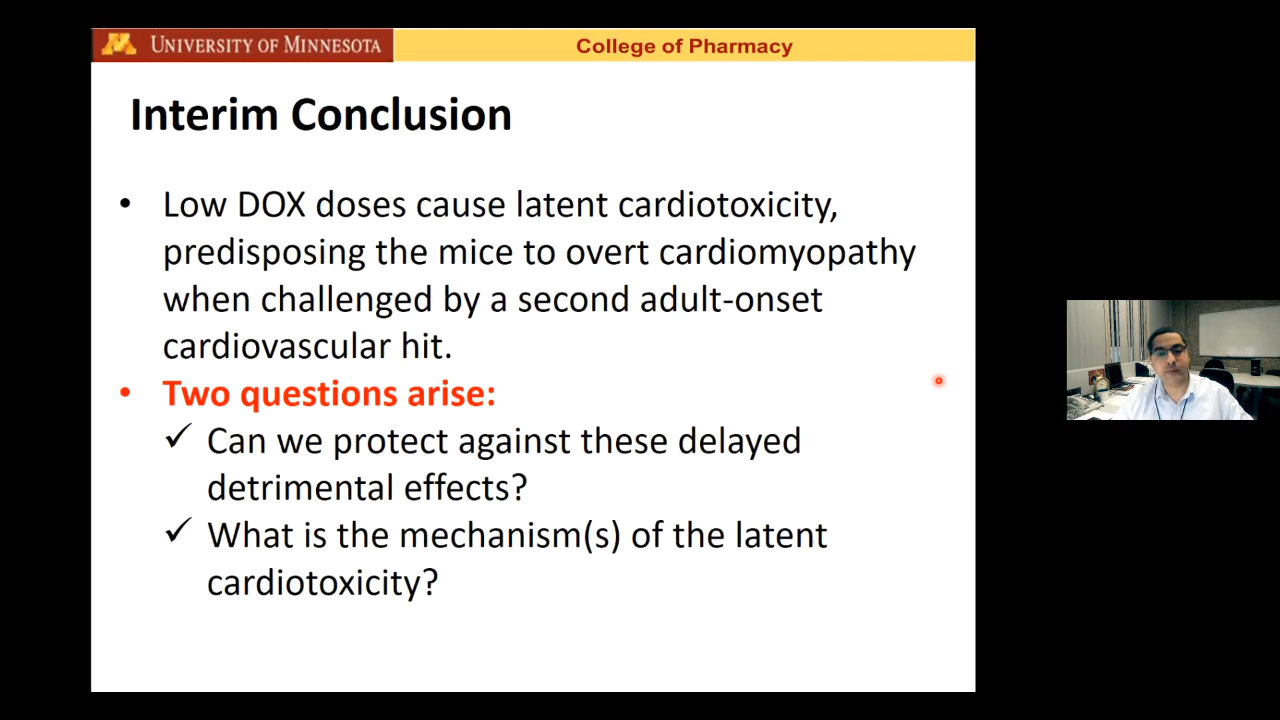 UNIVERSITY OF MINNESOTA
College of Pharmacy
Interim Conclusion
• Low DOX doses cause latent cardiotoxicity,
predisposing the mice to overt cardiomyopathy
when challenged by a second adult-onset
cardiovascular hit.
• Two questions arise:
✓ Can we protect against these delayed
detrimental effects?
✓ What is the mechanism(s) of the latent
cardiotoxicity?